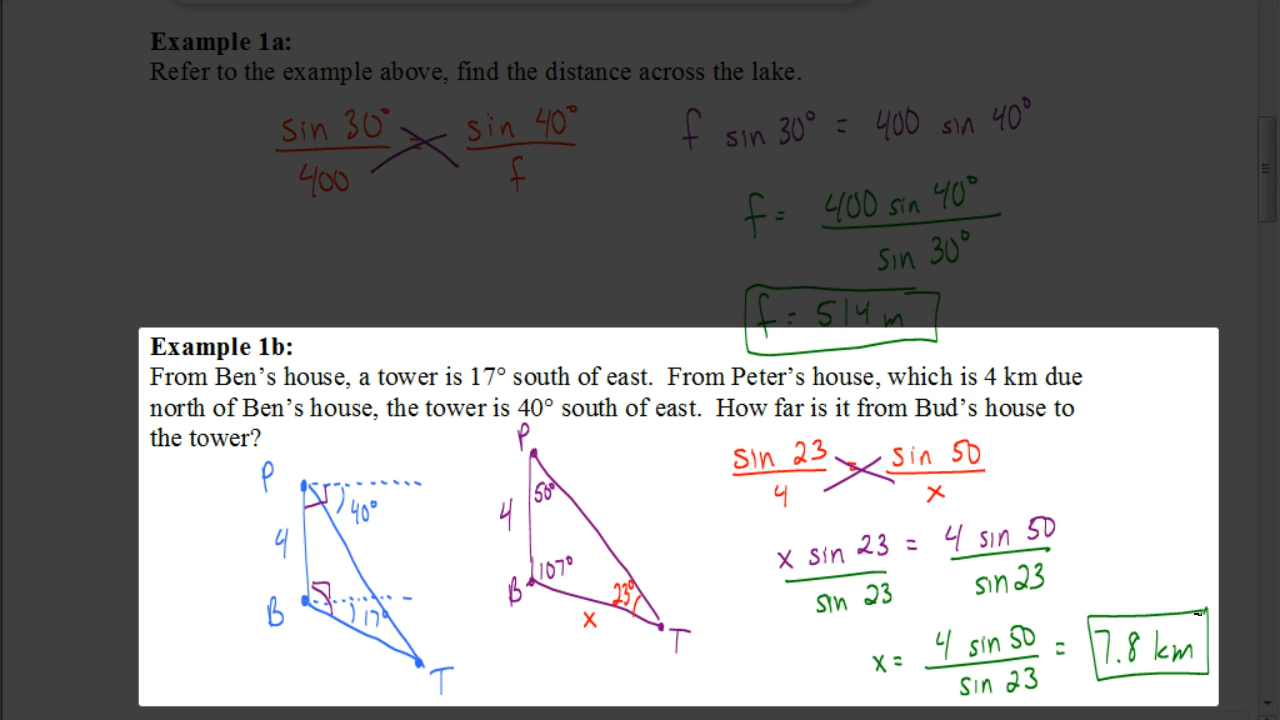 Example 1a:
Refer to the example above, find the distance across the lake.
sin 30° / 400 = sin 40° / f
f sin 30° = 400 sin 40°
f = 400 sin 40° / sin 30°
f = 514 m
Example 1b:
From Ben's house, a tower is 17° south of east. From Peter's house, which is 4 km due
north of Ben's house, the tower is 40° south of east. How far is it from Bud's house to
the tower?
P
40°
4
B
17°
T
P
50°
4
107°
B
23°
x
T
sin 23 / 4 = sin 50 / x
x sin 23 / sin 23 = 4 sin 50 / sin 23
x = 4 sin 50 / sin 23 = 7.8 km